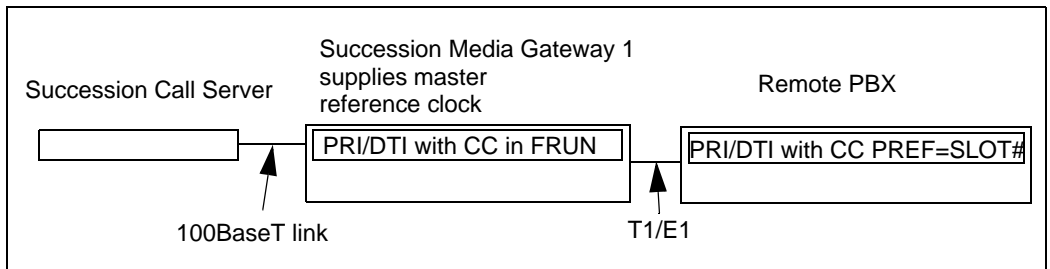 Succession Call Server
Succession Media Gateway 1
supplies master
reference clock
Remote PBX
PRI/DTI with CC in FRUN
PRI/DTI with CC PREF=SLOT#
100BaseT link
T1/E1